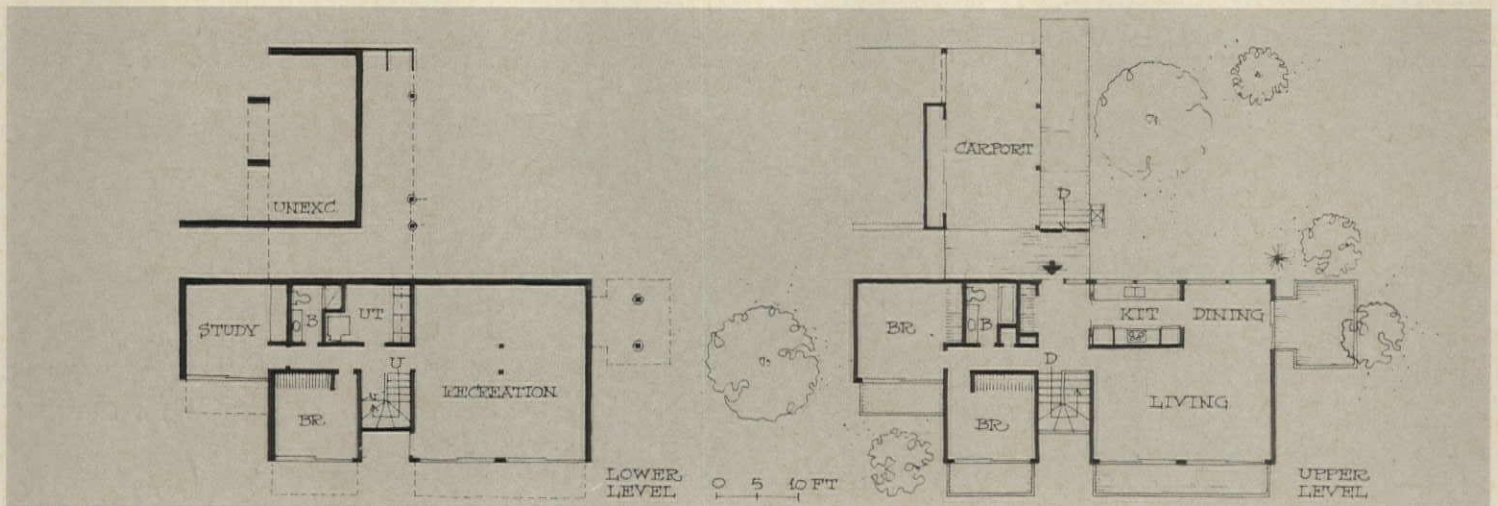 UNEXC.
STUDY
B
UT
U
RECREATION
BR
LOWER
LEVEL
0 5 10 FT
CARPORT
D
BR
B
KIT
DINING
D
LIVING
BR
UPPER
LEVEL